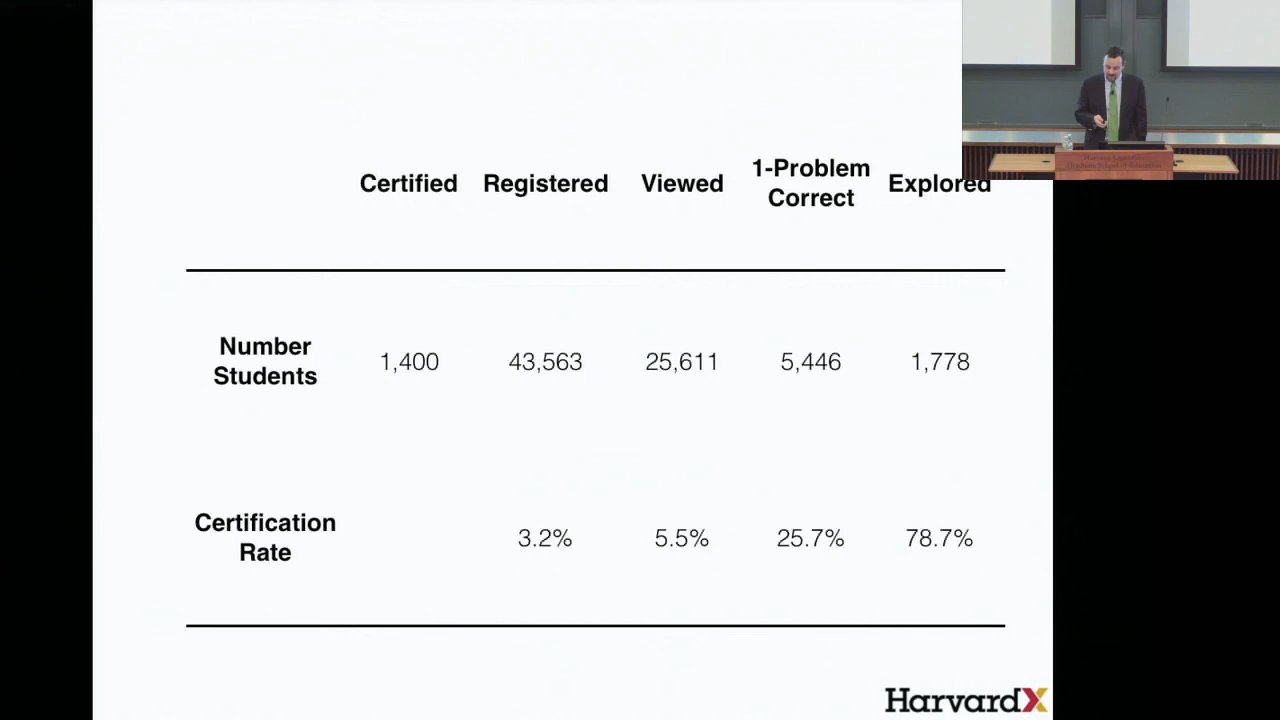 Certified Registered Viewed 1-Problem Correct Explored
Number Students 1,400 43,563 25,611 5,446 1,778
Certification Rate 3.2% 5.5% 25.7% 78.7%
HarvardX